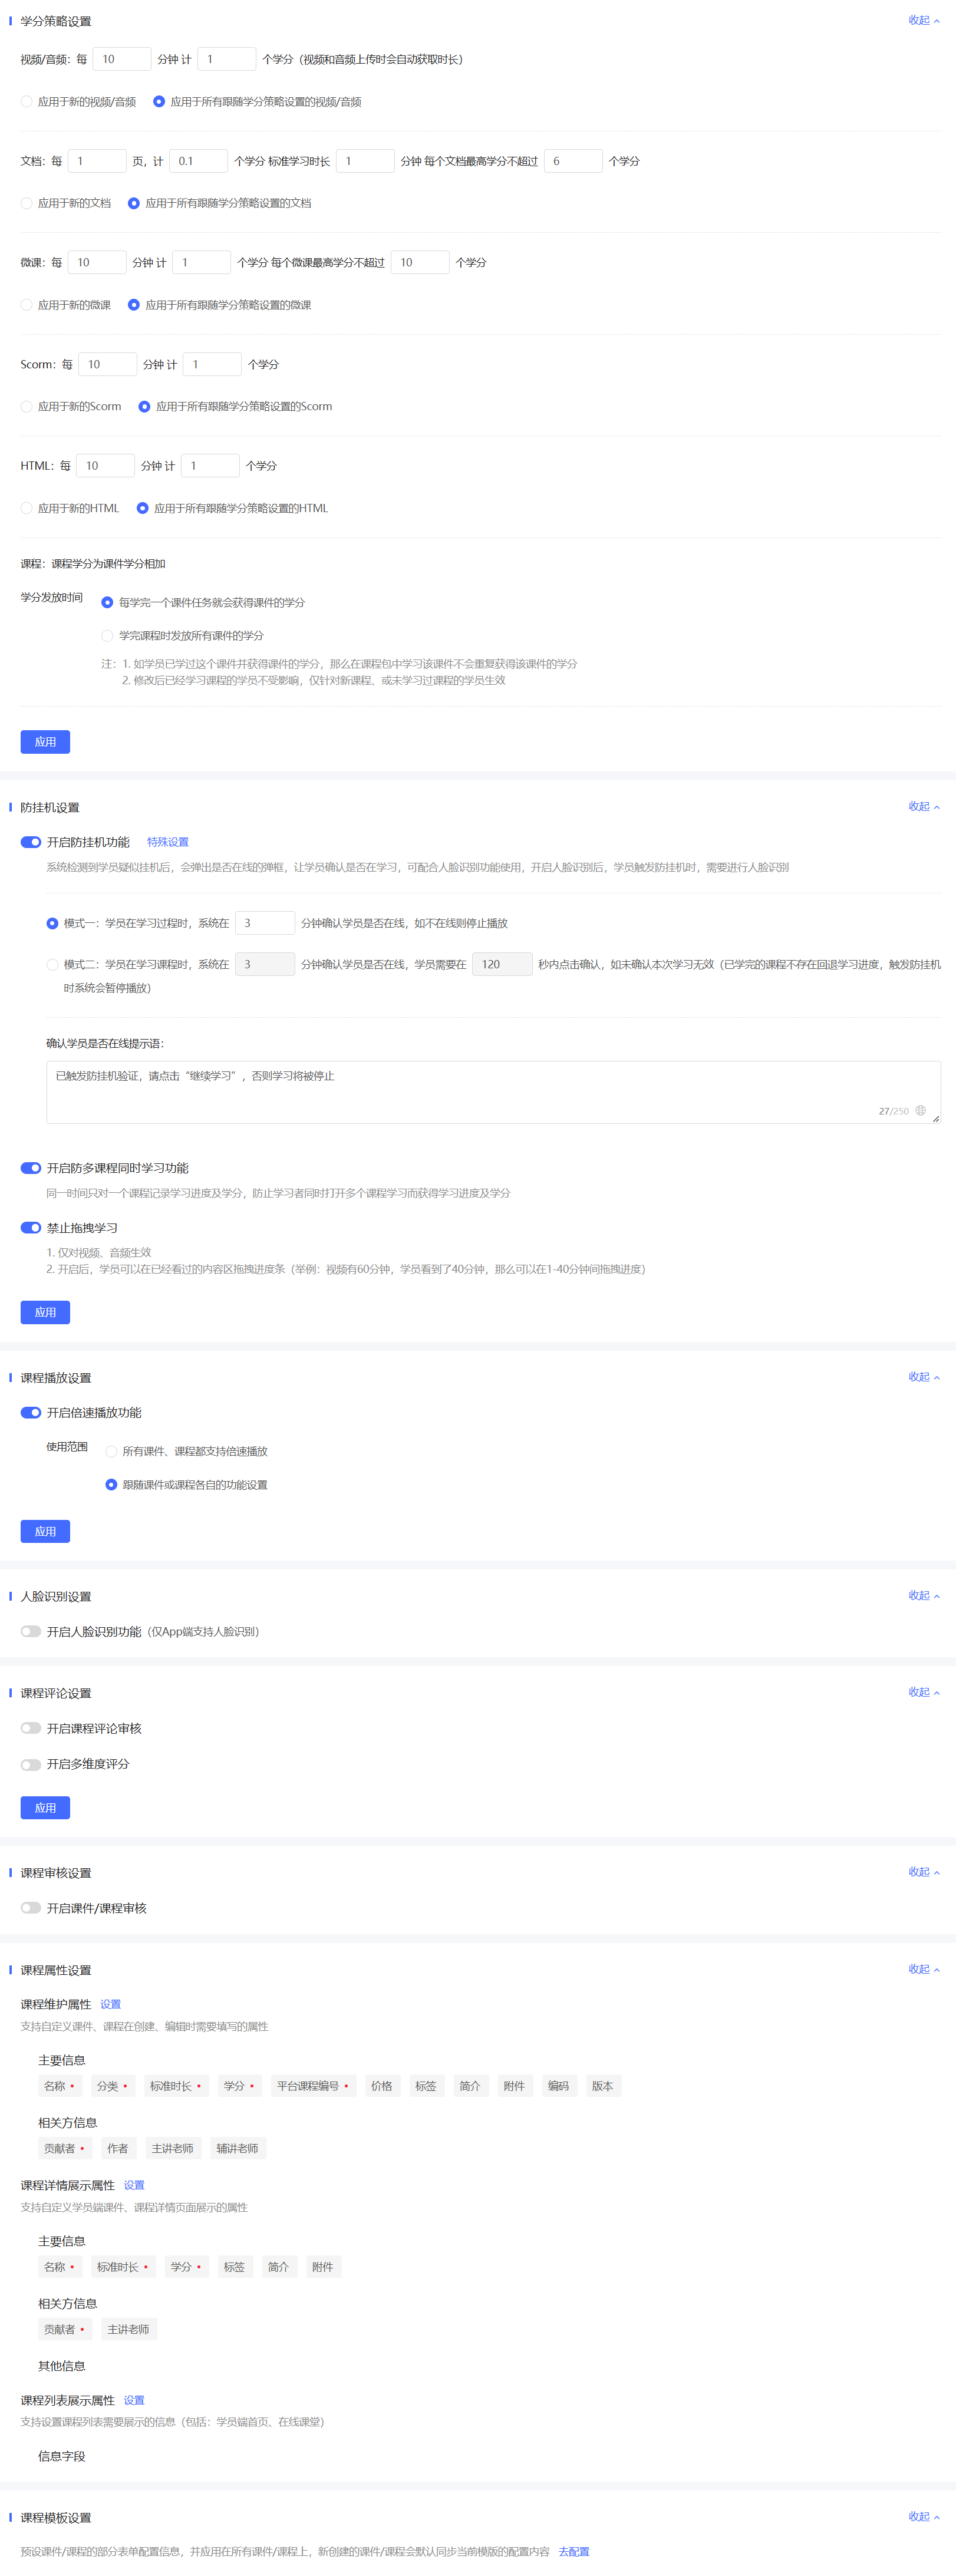 学分策略设置 收起
视频/音频：每 10 分钟 计 1 个学分（视频和音频上传时会自动获取时长）
应用于新的视频/音频 应用于所有跟随学分策略设置的视频/音频
文档：每 1 页，计 0.1 个学分 标准学习时长 1 分钟 每个文档最高学分不超过 6 个学分
应用于新的文档 应用于所有跟随学分策略设置的文档
微课：每 10 分钟 计 1 个学分 每个微课最高学分不超过 10 个学分
应用于新的微课 应用于所有跟随学分策略设置的微课
Scorm：每 10 分钟 计 1 个学分
应用于新的Scorm 应用于所有跟随学分策略设置的Scorm
HTML：每 10 分钟 计 1 个学分
应用于新的HTML 应用于所有跟随学分策略设置的HTML
课程：课程学分为课件学分相加
学分发放时间 每学完一个课件任务就会获得课件的学分
学完课程时发放所有课件的学分
注：1. 如学员已学过这个课件并获得课件的学分，那么在课程包中学习该课件不会重复获得该课件的学分
2. 修改后已经学习课程的学员不受影响，仅针对新课程、或未学习过课程的学员生效
应用
防挂机设置 收起
开启防挂机功能 特殊设置
系统检测到学员疑似挂机后，会弹出是否在线的弹框，让学员确认是否在学习，可配合人脸识别功能使用，开启人脸识别后，学员触发防挂机时，需要进行人脸识别
模式一：学员在学习过程时，系统在 3 分钟确认学员是否在线，如不在线则停止播放
模式二：学员在学习课程时，系统在 3 分钟确认学员是否在线，学员需要在 120 秒内点击确认，如未确认本次学习无效（已学完的课程不存在回退学习进度，触发防挂机
时系统会暂停播放）
确认学员是否在线提示语：
已触发防挂机验证，请点击“继续学习”，否则学习将被停止
27/250
开启防多课程同时学习功能
同一时间只对一个课程记录学习进度及学分，防止学习者同时打开多个课程学习而获得学习进度及学分
禁止拖拽学习
1. 仅对视频、音频生效
2. 开启后，学员可以在已经看过的内容区拖拽进度条（举例：视频有60分钟，学员看到了40分钟，那么可以在1-40分钟间拖拽进度）
应用
课程播放设置 收起
开启倍速播放功能
使用范围 所有课件、课程都支持倍速播放
跟随课件或课程各自的功能设置
应用
人脸识别设置 收起
开启人脸识别功能（仅App端支持人脸识别）
课程评论设置 收起
开启课程评论审核
开启多维度评分
应用
课程审核设置 收起
开启课件/课程审核
课程属性设置 收起
课程维护属性 设置
支持自定义课件、课程在创建、编辑时需要填写的属性
主要信息
名称 • 分类 • 标准时长 • 学分 • 平台课程编号 • 价格 标签 简介 附件 编码 版本
相关方信息
贡献者 • 作者 主讲老师 辅讲老师
课程详情展示属性 设置
支持自定义学员端课件、课程详情页面展示的属性
主要信息
名称 • 标准时长 • 学分 • 标签 简介 附件
相关方信息
贡献者 • 主讲老师
其他信息
课程列表展示属性 设置
支持设置课程列表需要展示的信息（包括：学员端首页、在线课堂）
信息字段
课程模板设置 收起
预设课件/课程的部分表单配置信息，并应用在所有课件/课程上，新创建的课件/课程会默认同步当前模版的配置内容 去配置